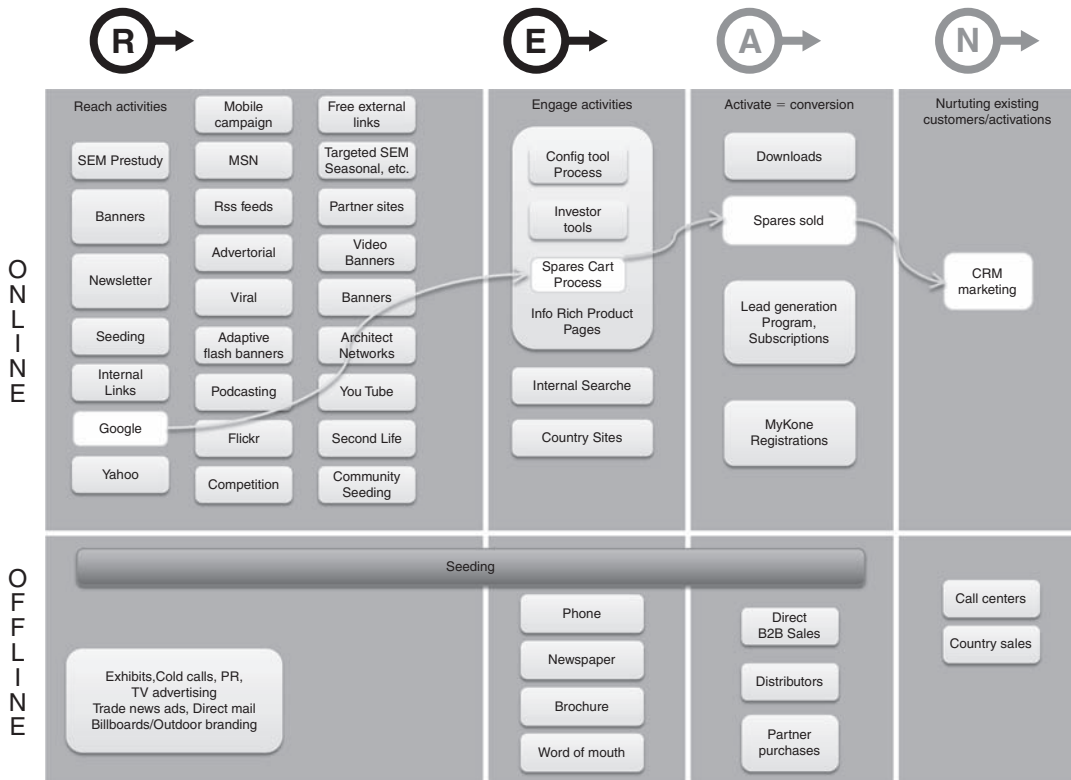 R
E
A
N
ONLINE
Reach activities
SEM Prestudy
Banners
Newsletter
Seeding
Internal
Links
Google
Yahoo
Mobile
campaign
MSN
Rss feeds
Advertorial
Viral
Adaptive
flash banners
Podcasting
Flickr
Competition
Free external
links
Targeted SEM
Seasonal, etc.
Partner sites
Video
Banners
Banners
Architect
Networks
You Tube
Second Life
Community
Seeding
Engage activities
Config tool
Process
Investor
tools
Spares Cart
Process
Info Rich Product
Pages
Internal Searche
Country Sites
Activate = conversion
Downloads
Spares sold
Lead generation
Program,
Subscriptions
MyKone
Registrations
Nurtuting existing
customers/activations
CRM
marketing
OFFLINE
Seeding
Exhibits,Cold calls, PR,
TV advertising
Trade news ads, Direct mail
Billboards/Outdoor branding
Phone
Newspaper
Brochure
Word of mouth
Direct
B2B Sales
Distributors
Partner
purchases
Call centers
Country sales